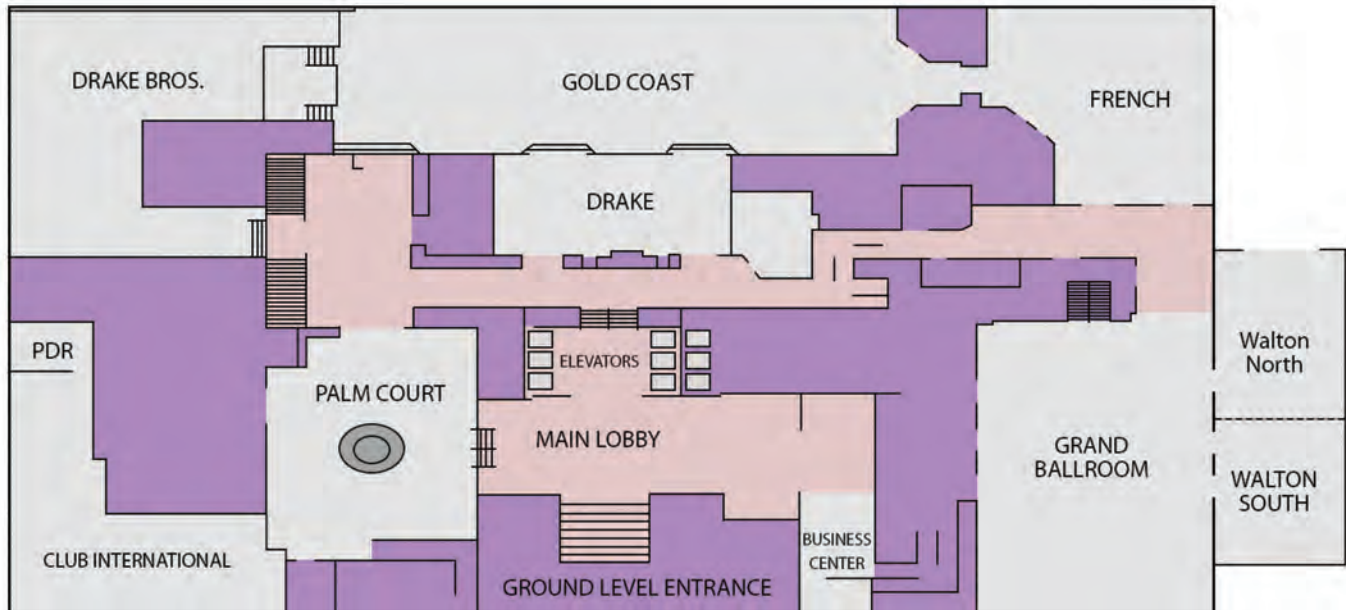 DRAKE BROS.
GOLD COAST
FRENCH
DRAKE
PDR
ELEVATORS
Walton
North
PALM COURT
MAIN LOBBY
GRAND
BALLROOM
WALTON
SOUTH
CLUB INTERNATIONAL
BUSINESS
CENTER
GROUND LEVEL ENTRANCE